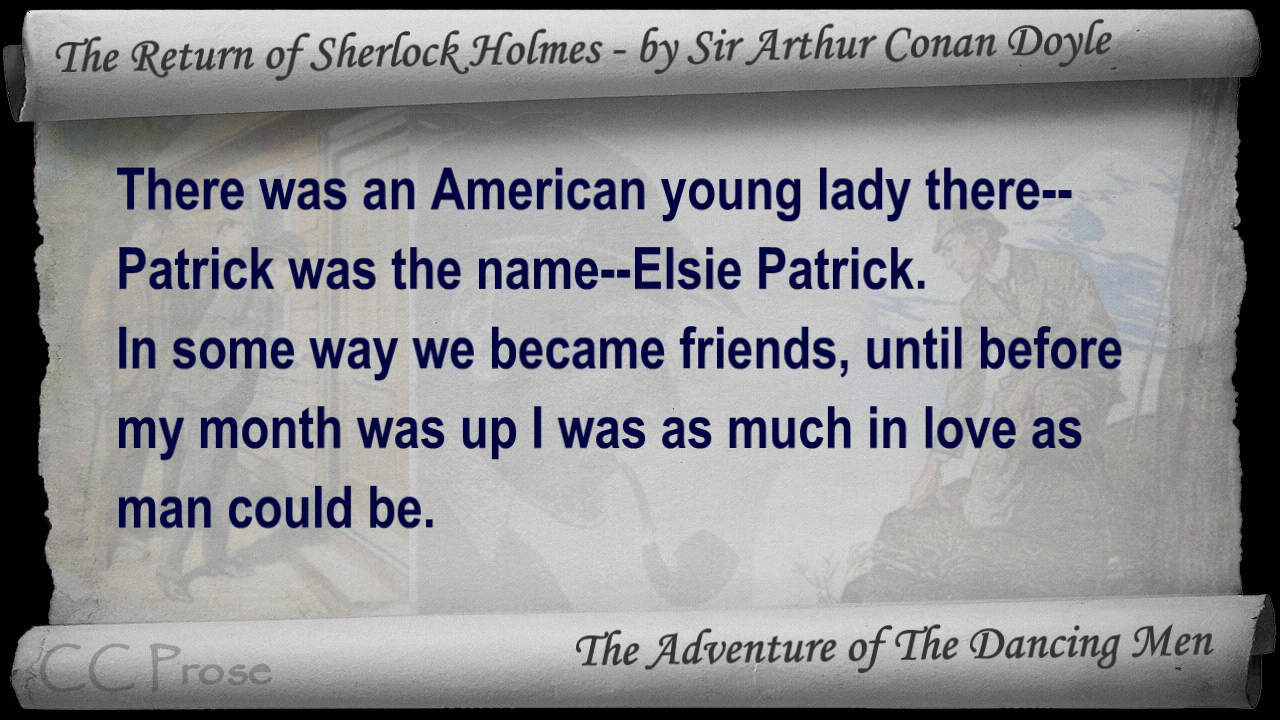 The Return of Sherlock Holmes - by Sir Arthur Conan Doyle
There was an American young lady there--
Patrick was the name--Elsie Patrick.
In some way we became friends, until before
my month was up I was as much in love as
man could be.
The Adventure of The Dancing Men
CC Prose